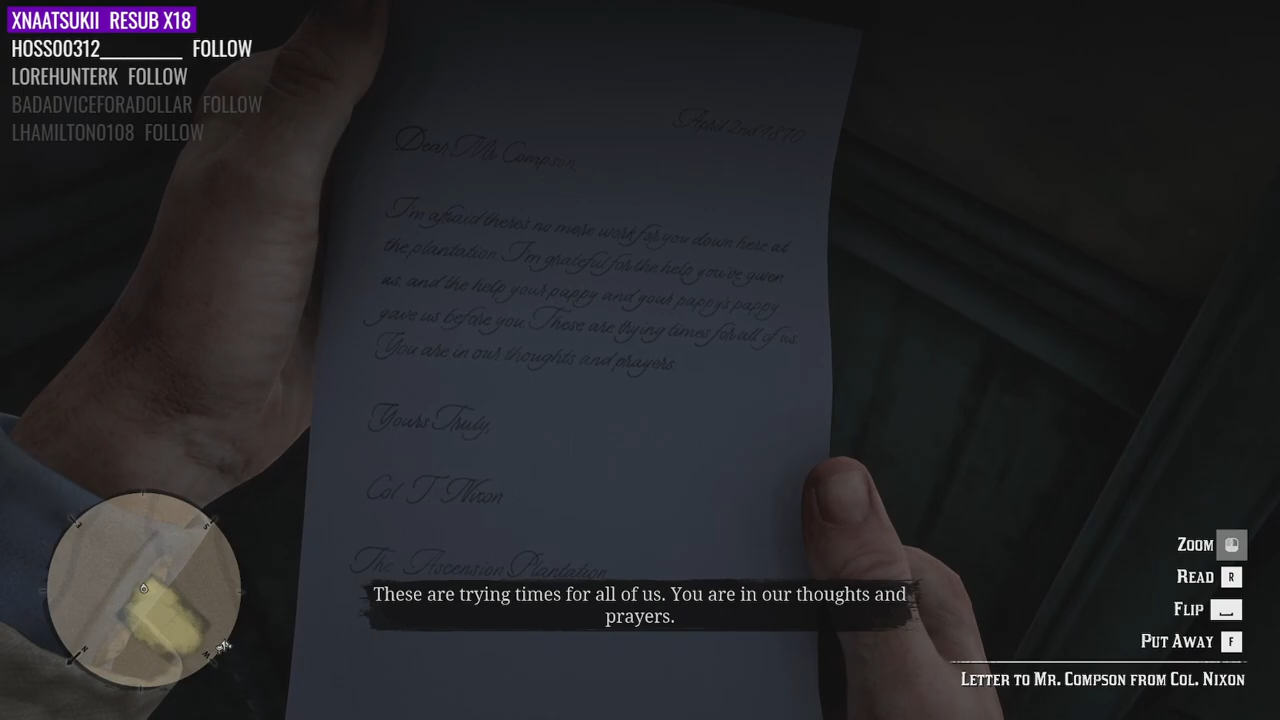 XNAATSUKII RESUB X18
HOSS00312_________ FOLLOW
LOREHUNTERK FOLLOW
BADADVICEFORADOLLAR FOLLOW
LHAMILTON0108 FOLLOW
April 2nd 1870
Dear Mr Compson,
I'm afraid there's no more work for you down here at
the plantation. I'm grateful for the help you've given
us, and the help your pappy and your pappy's pappy
gave us before you. These are trying times for all of us.
You are in our thoughts and prayers.
Yours Truly,
Col T Nixon
The Ascension Plantation
These are trying times for all of us. You are in our thoughts and
prayers.
ZOOM
READ R
FLIP
PUT AWAY F
LETTER TO MR. COMPSON FROM COL. NIXON